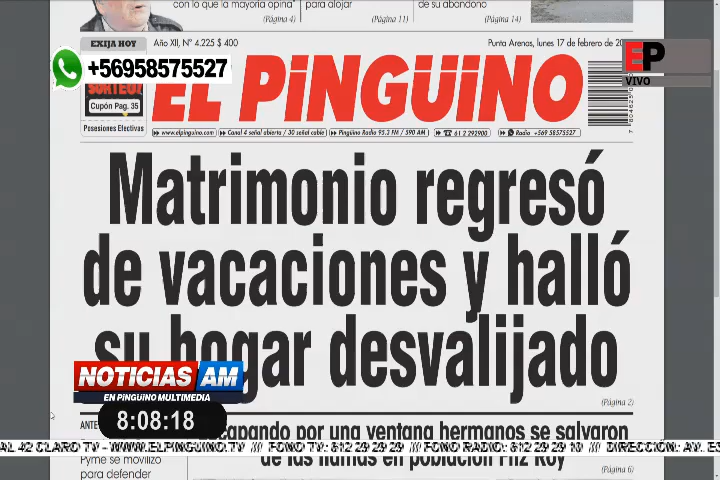 con lo que la mayoría opina"
(Página 4)
para alojar
(Página 11)
de su abandono
(Página 14)
EXIJA HOY
Año XII, N° 4.225 $ 400
Punta Arenas, lunes 17 de febrero de
+56958575527
EP
VIVO
SORTEO!
Cupón Pag. 35
Posesiones Efectivas
EL PiNGÜiNO
www.elpinguino.com
Canal 4 señal abierta / 30 señal cable
Pingüino Radio 95.3 FM / 590 AM
61 2 292900
Radio +569 58575527
Matrimonio regresó
de vacaciones y halló
su hogar desvalijado
(Página 2)
NOTICIAS AM
EN PINGÜINO MULTIMEDIA
8:08:18
ANTE
capando por una ventana hermanos se salvaron
AL 42 CLARO TV - WWW.ELPINGUINO.TV /// FONO TV: 612 29 29 /// FONO RADIO: 612 29 29 /// DIRECCION: AV. ES
Pyme se movilizó
de las llamas en población Fitz Roy
para defender
(Página 6)